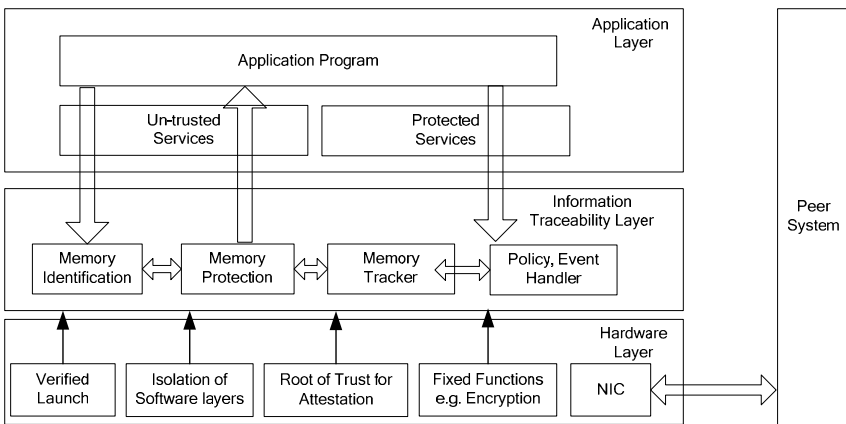 Application
Layer
Application Program
Un-trusted
Services
Protected
Services
Information
Traceability Layer
Memory
Identification
Memory
Protection
Memory
Tracker
Policy, Event
Handler
Hardware
Layer
Verified
Launch
Isolation of
Software layers
Root of Trust for
Attestation
Fixed Functions
e.g. Encryption
NIC
Peer
System